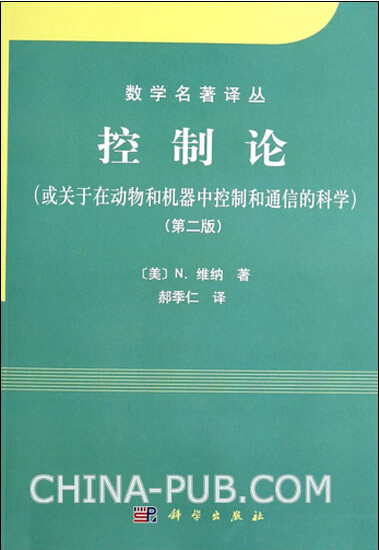 数学名著译丛
控制论
(或关于在动物和机器中控制和通信的科学)
(第二版)
〔美〕N. 维纳 著
郝季仁 译
CHINA-PUB.COM
科学出版社